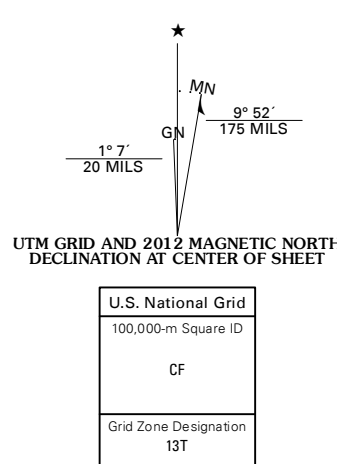 ★
MN
GN
9° 52´
175 MILS
1° 7´
20 MILS
UTM GRID AND 2012 MAGNETIC NORTH
DECLINATION AT CENTER OF SHEET
U.S. National Grid
100,000-m Square ID
CF
Grid Zone Designation
13T